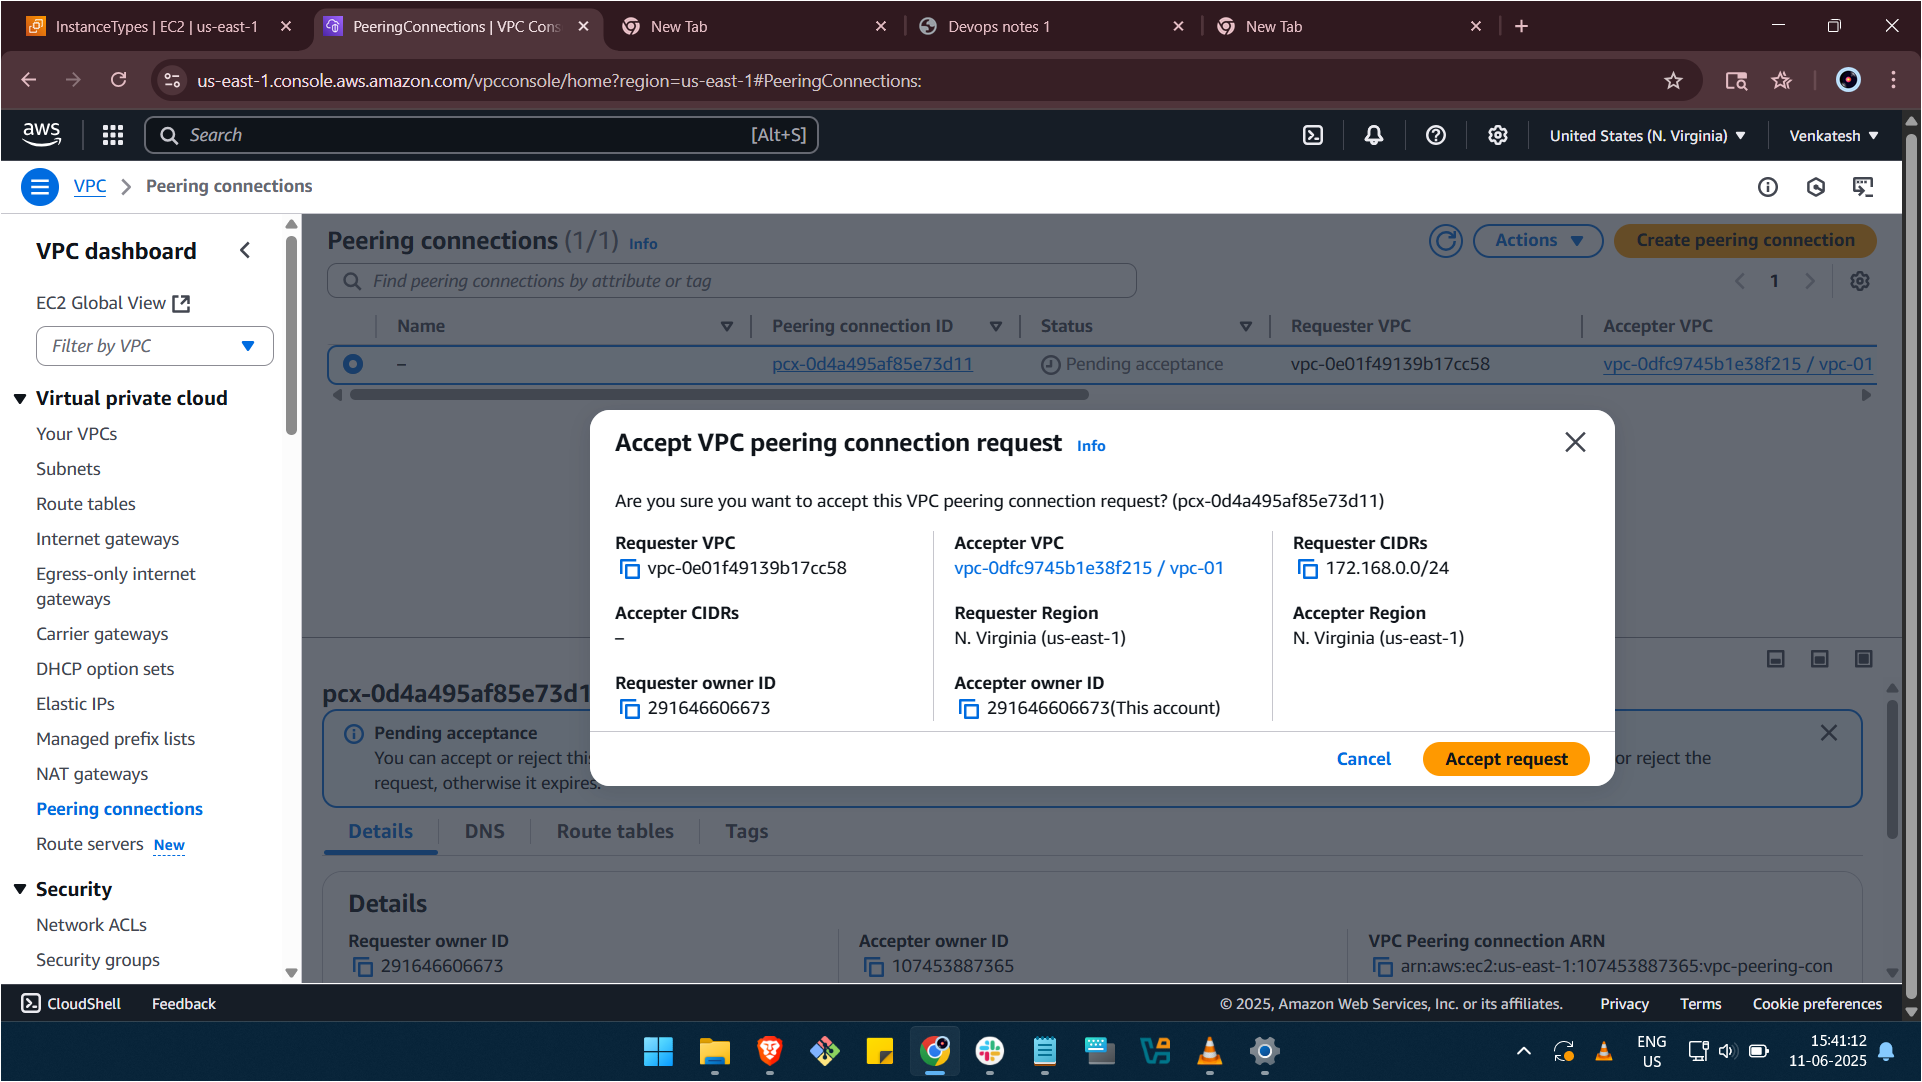 InstanceTypes | EC2 | us-east-1
PeeringConnections | VPC Cons
New Tab
Devops notes 1
New Tab
us-east-1.console.aws.amazon.com/vpcconsole/home?region=us-east-1#PeeringConnections:
aws
Search
[Alt+S]
United States (N. Virginia)
Venkatesh
VPC
Peering connections
VPC dashboard
EC2 Global View
Filter by VPC
Virtual private cloud
Your VPCs
Subnets
Route tables
Internet gateways
Egress-only internet
gateways
Carrier gateways
DHCP option sets
Elastic IPs
Managed prefix lists
NAT gateways
Peering connections
Route servers New
Security
Network ACLs
Security groups
Peering connections (1/1) Info
Actions
Create peering connection
Find peering connections by attribute or tag
1
Name
Peering connection ID
Status
Requester VPC
Accepter VPC
–
pcx-0d4a495af85e73d11
Pending acceptance
vpc-0e01f49139b17cc58
vpc-0dfc9745b1e38f215 / vpc-01
Accept VPC peering connection request Info
Are you sure you want to accept this VPC peering connection request? (pcx-0d4a495af85e73d11)
Requester VPC
vpc-0e01f49139b17cc58
Accepter VPC
vpc-0dfc9745b1e38f215 / vpc-01
Requester CIDRs
172.168.0.0/24
Accepter CIDRs
–
Requester Region
N. Virginia (us-east-1)
Accepter Region
N. Virginia (us-east-1)
Requester owner ID
291646606673
Accepter owner ID
291646606673(This account)
Cancel
Accept request
pcx-0d4a495af85e73d1
Pending acceptance
You can accept or reject this
or reject the
request, otherwise it expires.
Details
DNS
Route tables
Tags
Details
Requester owner ID
291646606673
Accepter owner ID
107453887365
VPC Peering connection ARN
arn:aws:ec2:us-east-1:107453887365:vpc-peering-con
CloudShell
Feedback
© 2025, Amazon Web Services, Inc. or its affiliates.
Privacy
Terms
Cookie preferences
ENG
US
15:41:12
11-06-2025